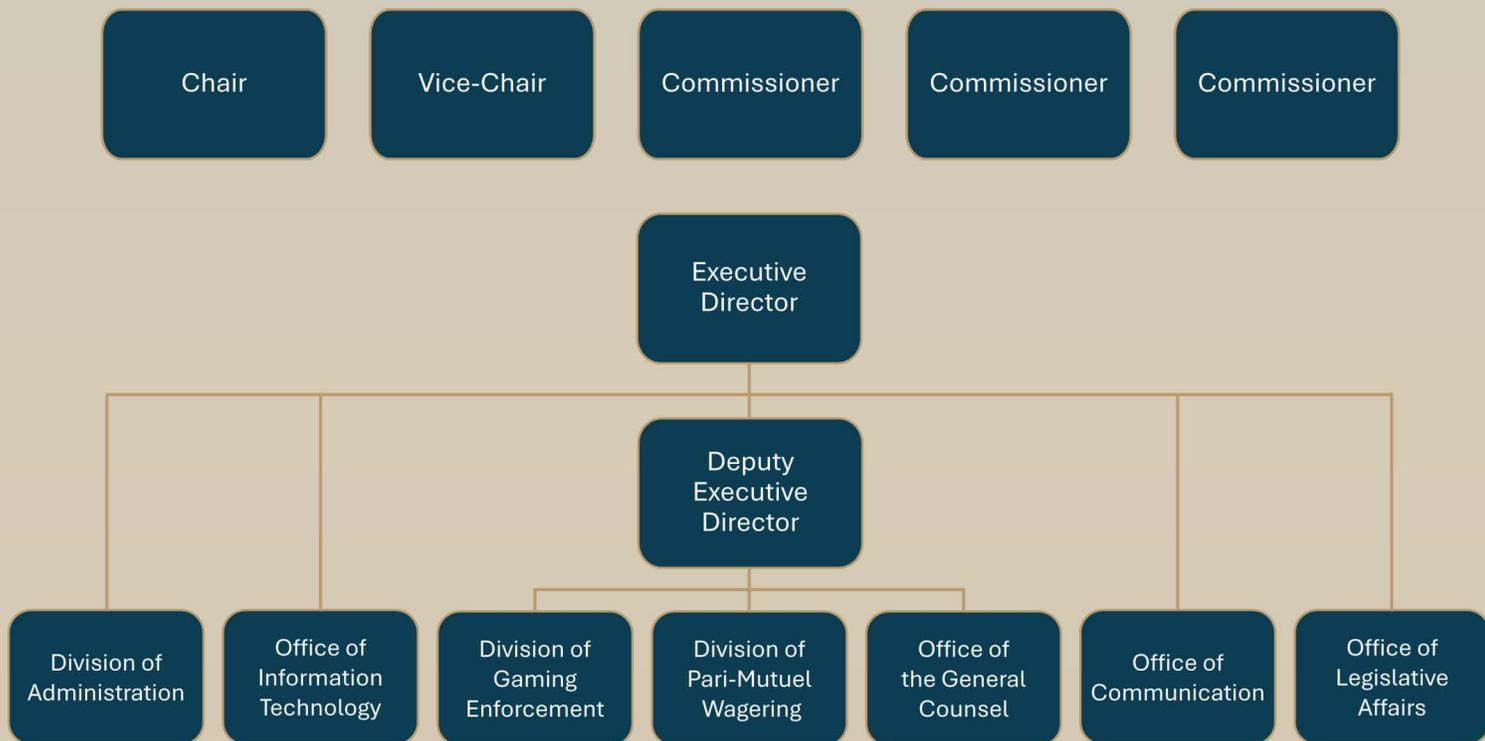 Chair
Vice-Chair
Commissioner
Commissioner
Commissioner
Executive
Director
Deputy
Executive
Director
Division of
Administration
Office of
Information
Technology
Division of
Gaming
Enforcement
Division of
Pari-Mutuel
Wagering
Office of
the General
Counsel
Office of
Communication
Office of
Legislative
Affairs